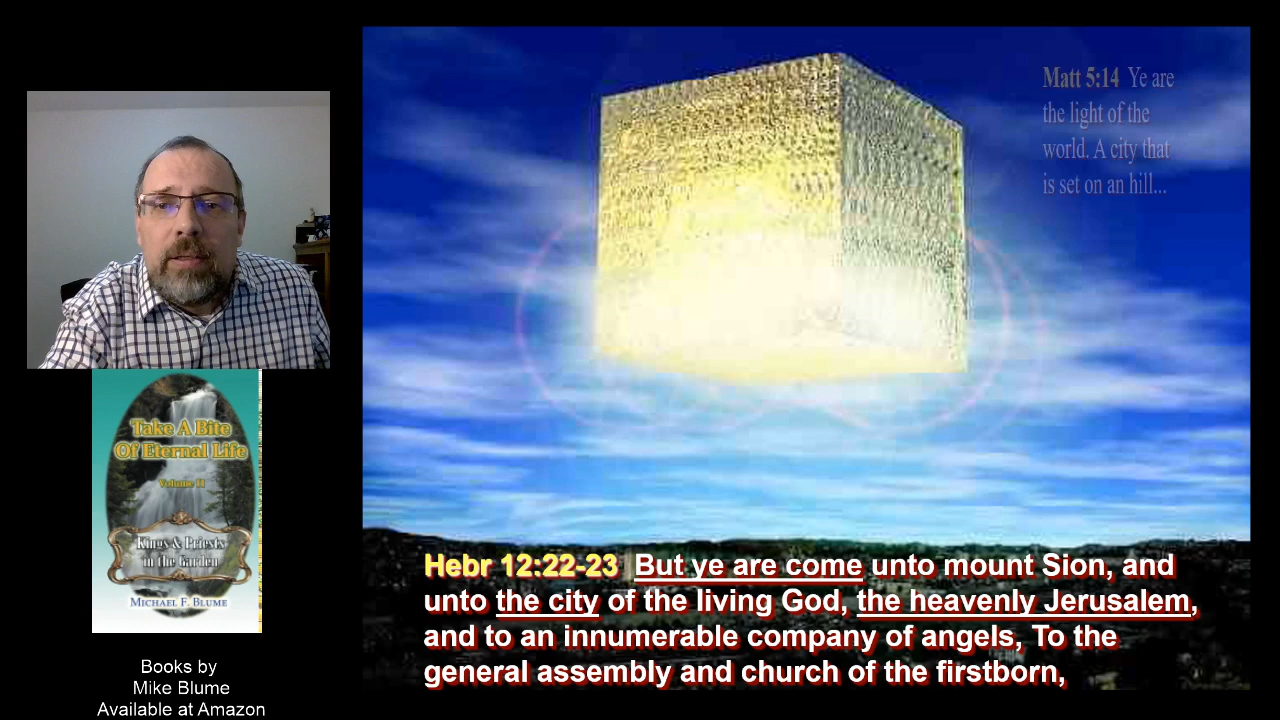 Matt 5:14 Ye are
the light of the
world. A city that
is set on an hill...
Take A Bite
Of Eternal Life
Volume II
Kings & Priests
in the Garden
MICHAEL F. BLUME
Books by
Mike Blume
Available at Amazon
Hebr 12:22-23 But ye are come unto mount Sion, and
unto the city of the living God, the heavenly Jerusalem,
and to an innumerable company of angels, To the
general assembly and church of the firstborn,